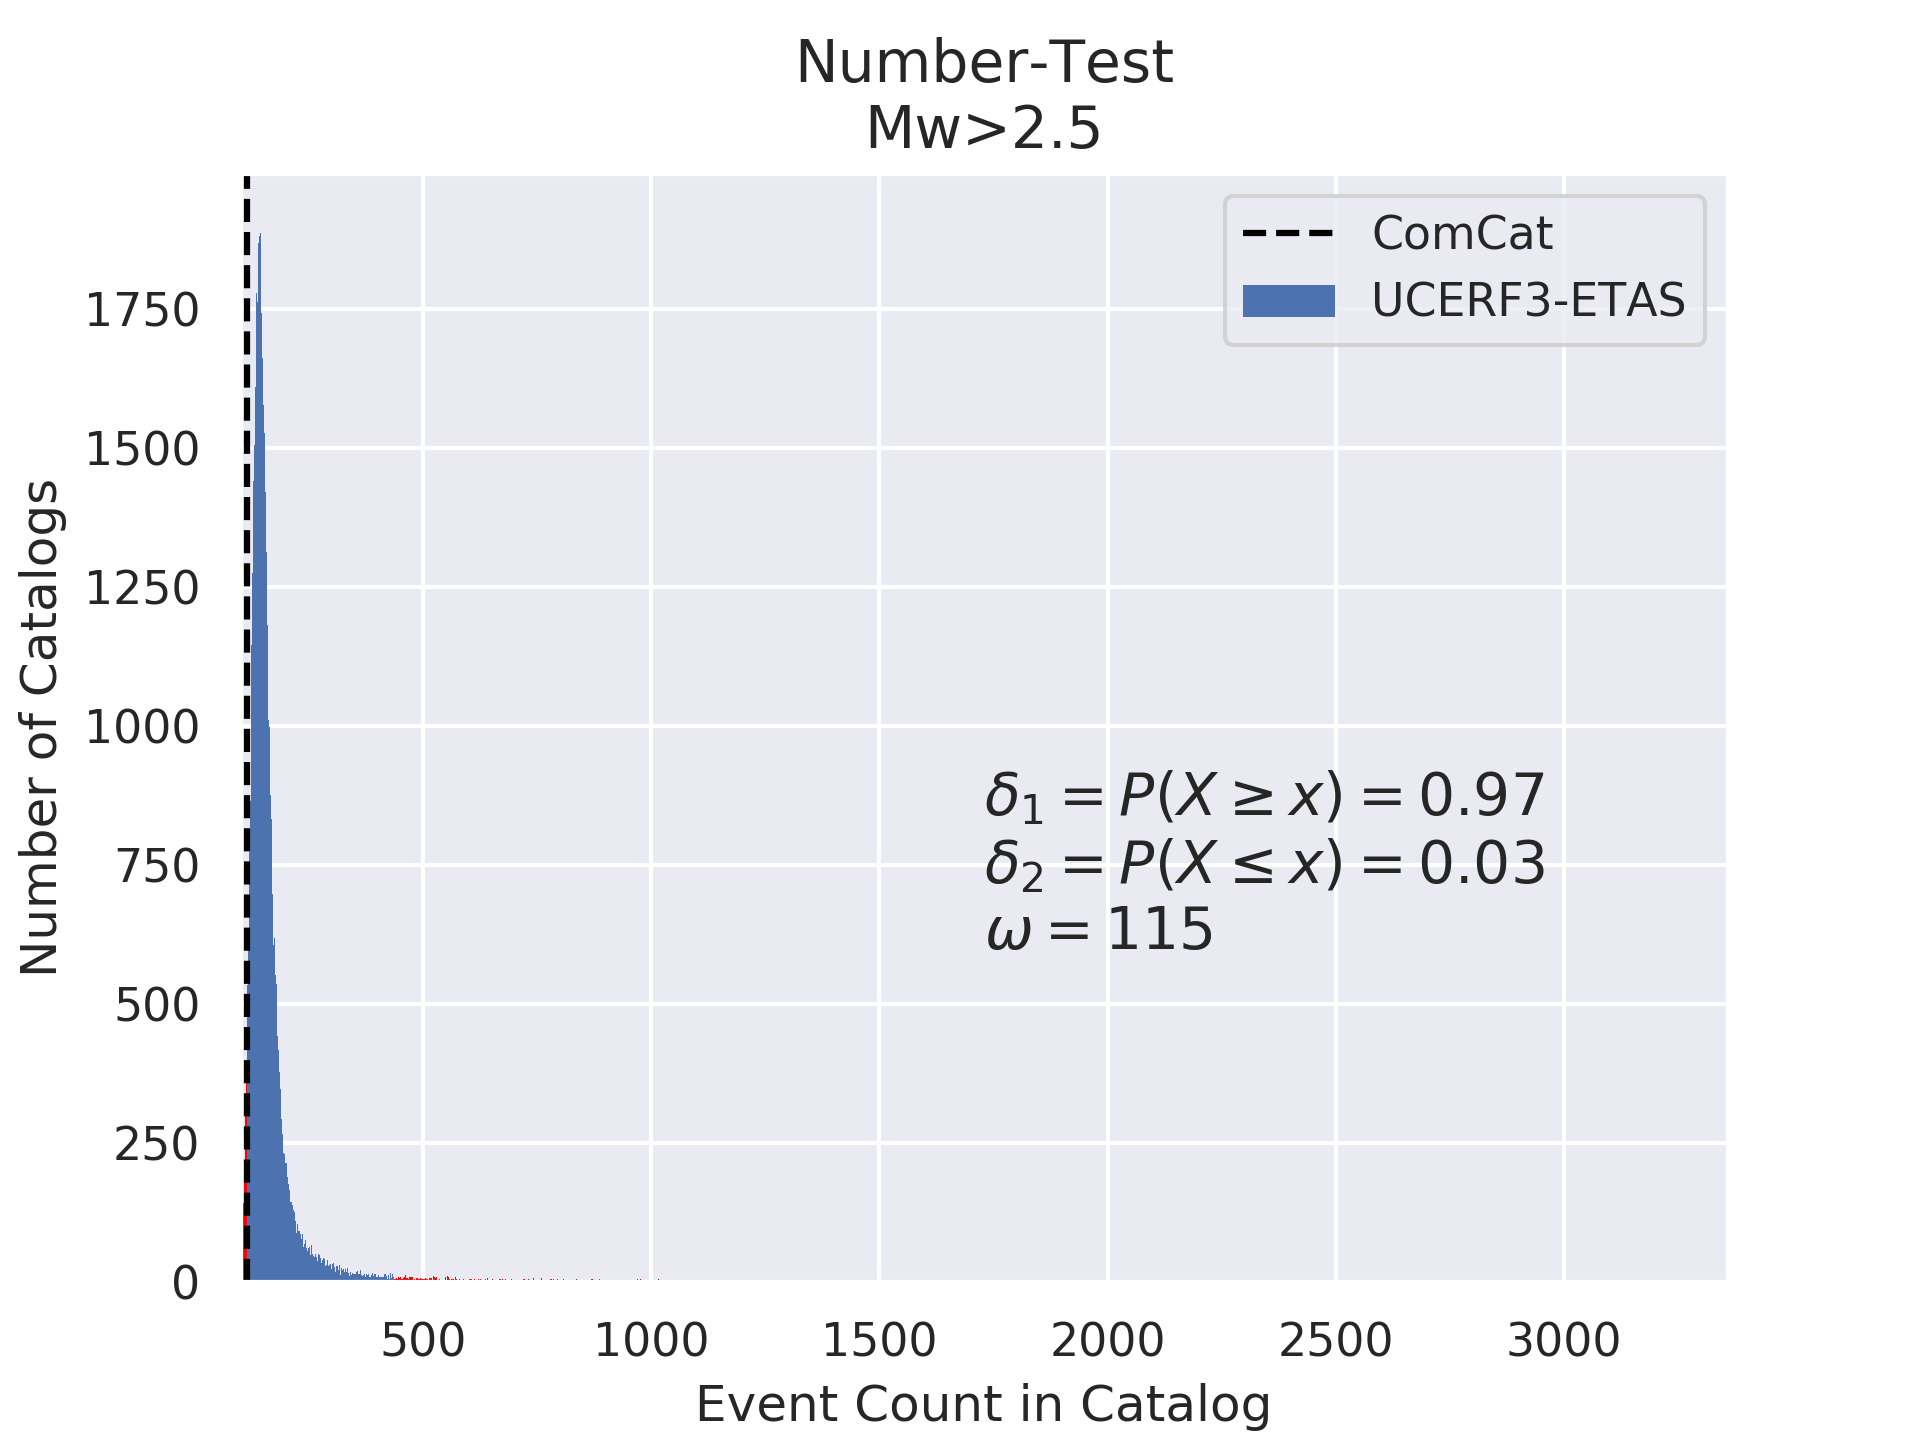 Number-Test
Mw>2.5
ComCat
UCERF3-ETAS
1750
1500
1250
1000
750
500
250
0
Number of Catalogs
δ₁ = P(X ≥ x) = 0.97
δ₂ = P(X ≤ x) = 0.03
ω = 115
500 1000 1500 2000 2500 3000
Event Count in Catalog